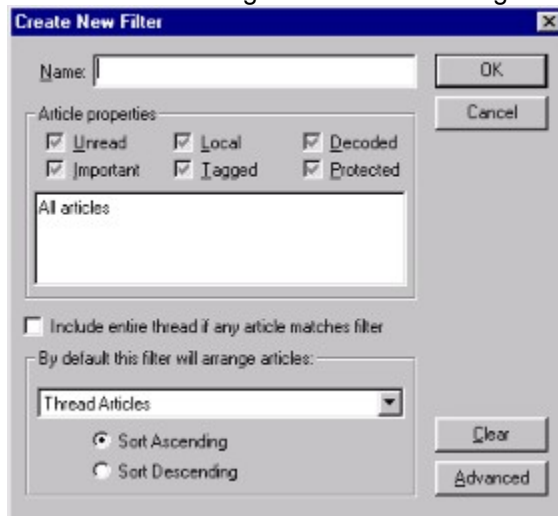 Create New Filter
Name:
OK
Cancel
Article properties
Unread Local Decoded
Important Tagged Protected
All articles
Include entire thread if any article matches filter
By default this filter will arrange articles:
Thread Articles
Sort Ascending
Sort Descending
Clear
Advanced